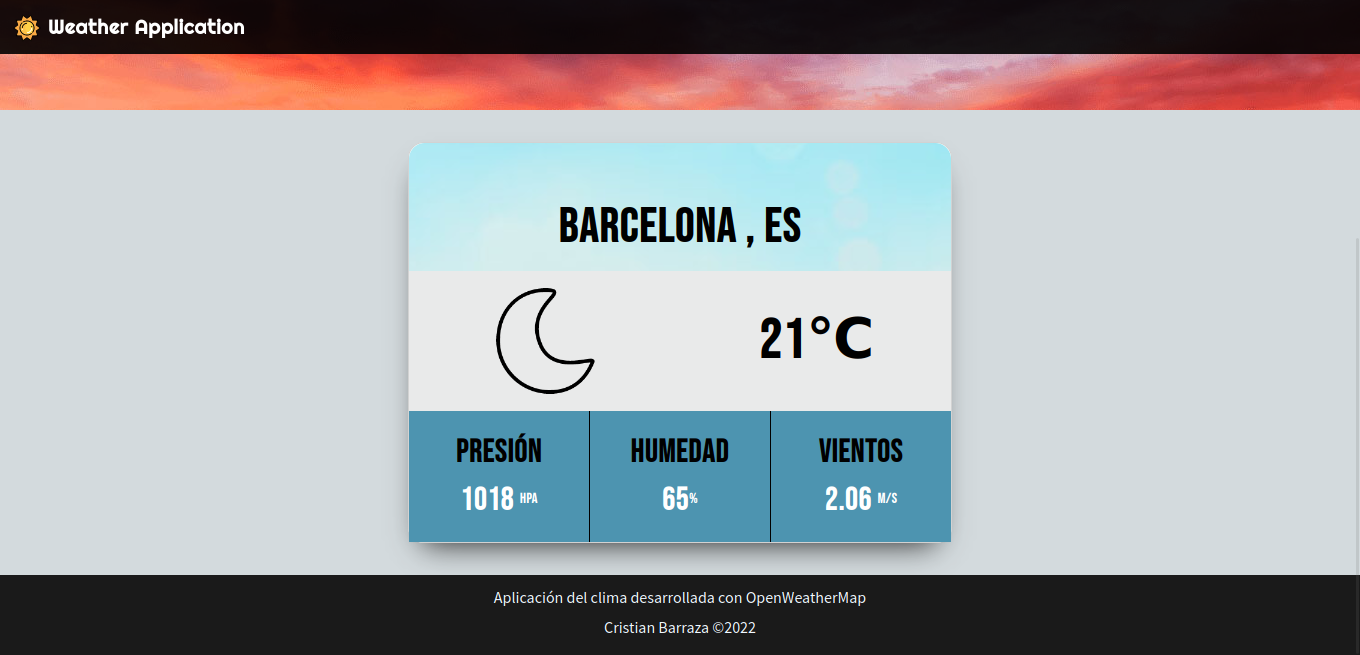 Weather Application
BARCELONA , ES
21°C
PRESIÓN
HUMEDAD
VIENTOS
1018 HPA
65%
2.06 M/S
Aplicación del clima desarrollada con OpenWeatherMap
Cristian Barraza ©2022